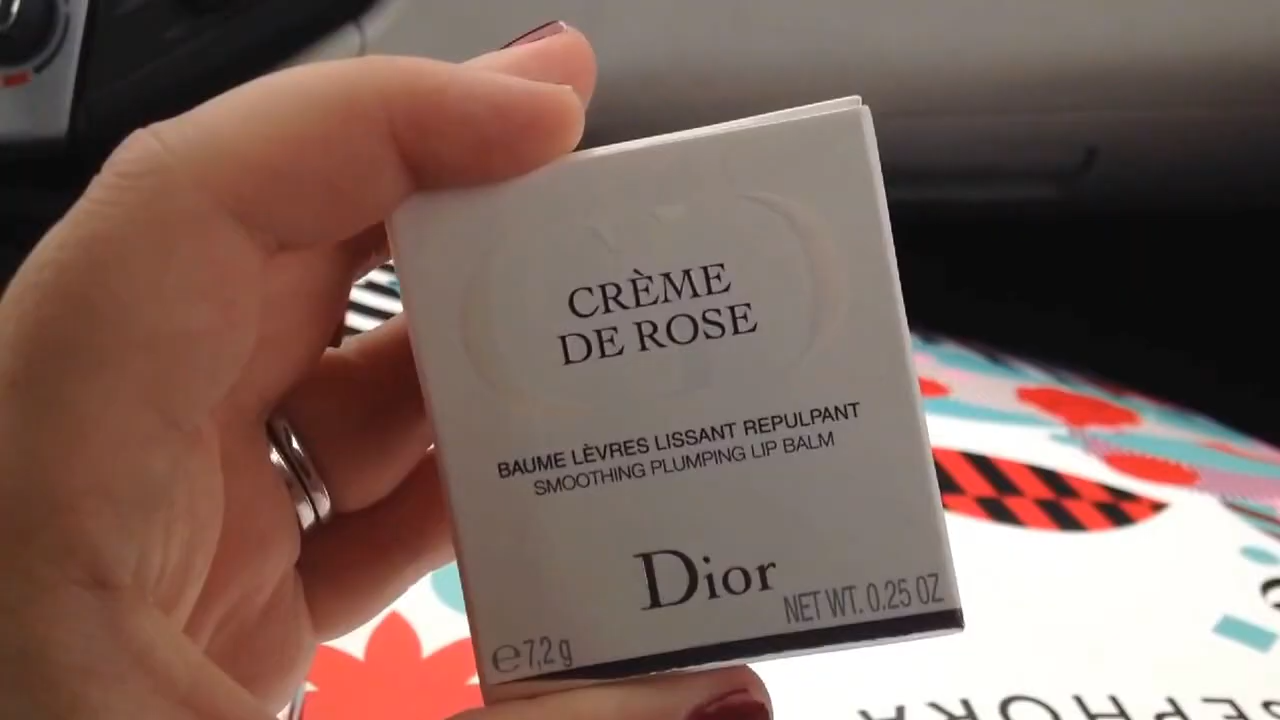 CRÈME
DE ROSE
BAUME LÈVRES LISSANT REPULPANT
SMOOTHING PLUMPING LIP BALM
Dior
NET WT. 0.25 OZ
℮7,2 g
SEPHORA